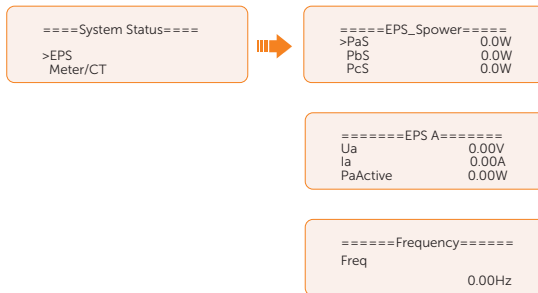 ====System Status====
>EPS
Meter/CT
=====EPS_Spower=====
>PaS 0.0W
PbS 0.0W
PcS 0.0W
=======EPS A=======
Ua 0.00V
Ia 0.00A
PaActive 0.00W
======Frequency======
Freq
0.00Hz